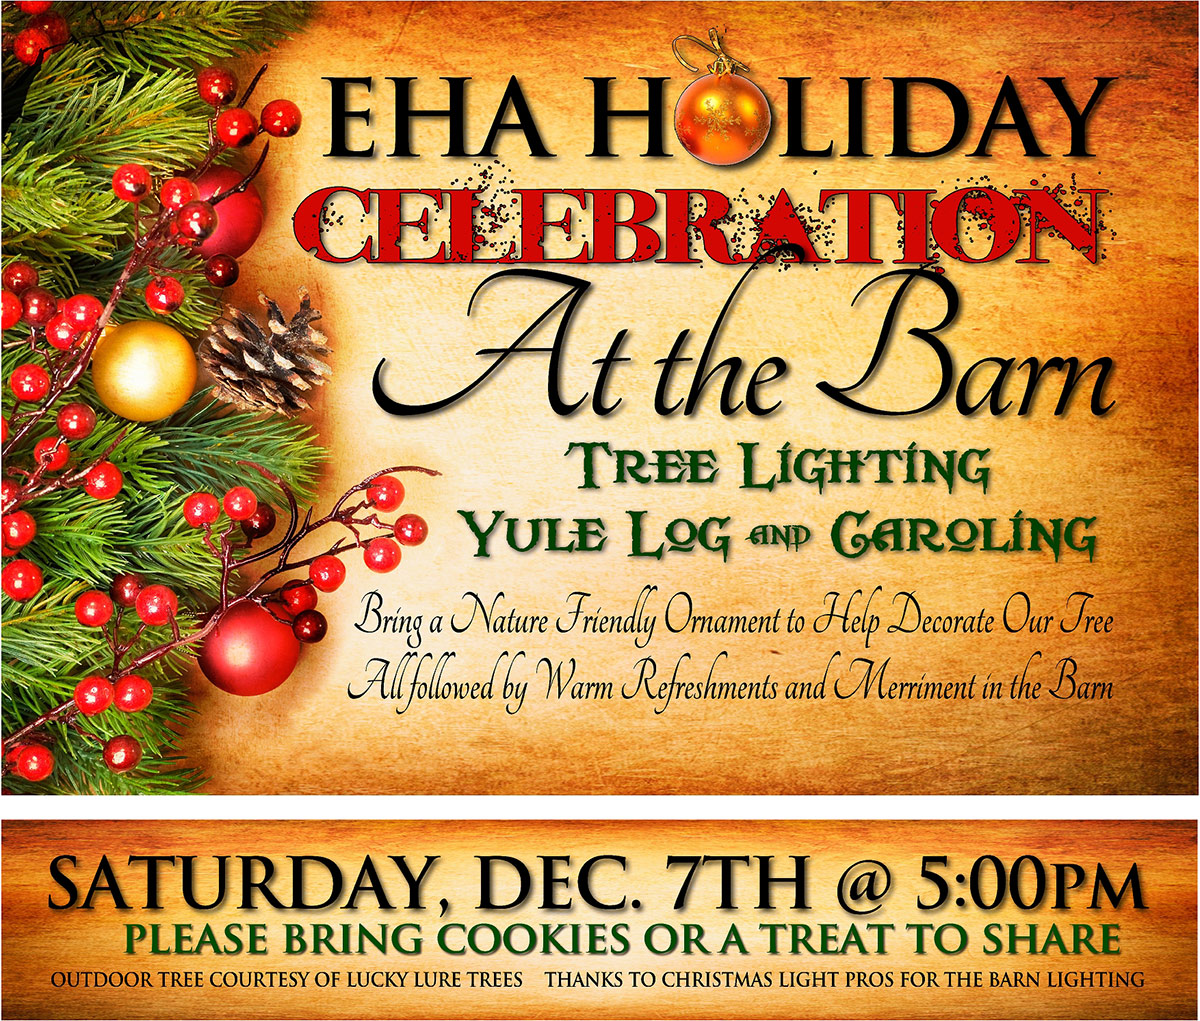 EHA HOLIDAY
CELEBRATION
At the Barn
TREE LIGHTING
YULE LOG AND CAROLING
Bring a Nature Friendly Ornament to Help Decorate Our Tree
All followed by Warm Refreshments and Merriment in the Barn
SATURDAY, DEC. 7TH @ 5:00PM
PLEASE BRING COOKIES OR A TREAT TO SHARE
OUTDOOR TREE COURTESY OF LUCKY LURE TREES THANKS TO CHRISTMAS LIGHT PROS FOR THE BARN LIGHTING